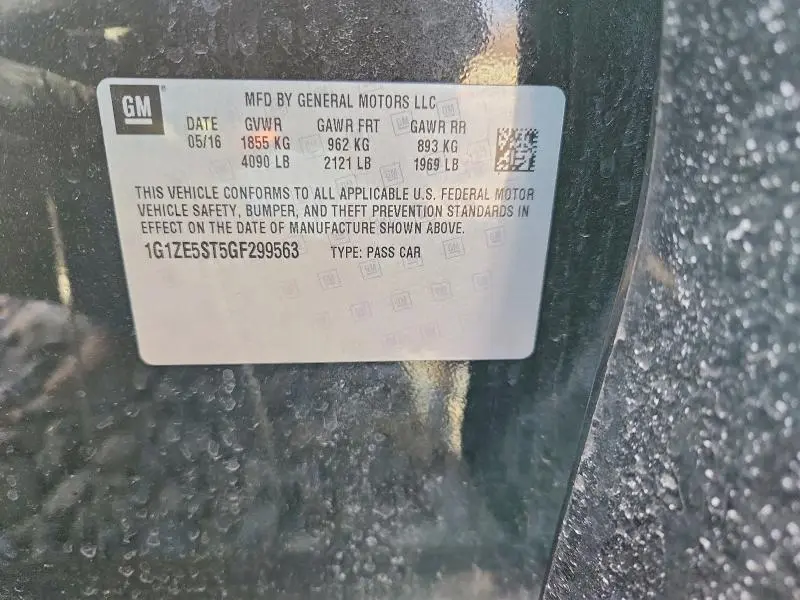 GM
MFD BY GENERAL MOTORS LLC
DATE GVWR GAWR FRT GAWR RR
05/16 1855 KG 962 KG 893 KG
4090 LB 2121 LB 1969 LB
THIS VEHICLE CONFORMS TO ALL APPLICABLE U.S. FEDERAL MOTOR
VEHICLE SAFETY, BUMPER, AND THEFT PREVENTION STANDARDS IN
EFFECT ON THE DATE OF MANUFACTURE SHOWN ABOVE.
1G1ZE5ST5GF299563 TYPE: PASS CAR